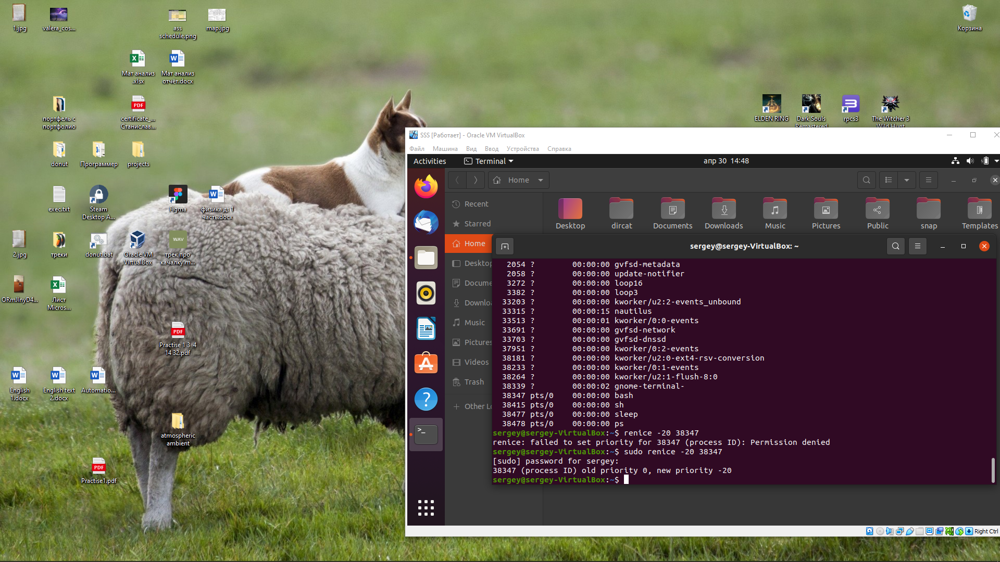 1.jpg
valera_cos...
ass
schedule.png
map.jpg
Корзина
Мат анализ
.xlsx
Мат анализ
отчёт.docx
портфель с
портфолио
PDF
certificate_...
Станислав...
ELDEN RING
Dark Souls
Remastered
rpcs3
The Witcher 3
Wild Hunt
donut
Программер
projects
exec.txt
Steam
Desktop A...
Figma
физика дз 1
часть.docx
2.jpg
треки
donut.bat
Oracle VM
VirtualBox
WAV
трек про
качалку.m...
ORmJlnyD4...
Лист
Micros...
PDF
Practise 1 3-4
14 32.pdf
English
1.docx
English text
2.docx
Automatio...
atmospheric
ambient
PDF
Practise1.pdf
SSS [Работает] - Oracle VM VirtualBox
Файл Машина Вид Ввод Устройства Справка
Activities Terminal апр 30 14:48
Home
Recent
Starred
Home
Desktop
Docume
Downlo
Music
Pictures
Videos
Trash
Other Lo
Desktop dircat Documents Downloads Music Pictures Public snap Templates
sergey@sergey-VirtualBox: ~
2054 ? 00:00:00 gvfsd-metadata
2058 ? 00:00:00 update-notifier
3272 ? 00:00:00 loop16
3382 ? 00:00:00 loop3
33203 ? 00:00:00 kworker/u2:2-events_unbound
33315 ? 00:00:15 nautilus
33513 ? 00:00:01 kworker/0:0-events
33691 ? 00:00:00 gvfsd-network
33703 ? 00:00:00 gvfsd-dnssd
37951 ? 00:00:00 kworker/0:2-events
38181 ? 00:00:00 kworker/u2:0-ext4-rsv-conversion
38233 ? 00:00:00 kworker/0:1-events
38264 ? 00:00:00 kworker/u2:1-flush-8:0
38339 ? 00:00:02 gnome-terminal-
38347 pts/0 00:00:00 bash
38415 pts/0 00:00:00 sh
38477 pts/0 00:00:00 sleep
38478 pts/0 00:00:00 ps
sergey@sergey-VirtualBox:~$ renice -20 38347
renice: failed to set priority for 38347 (process ID): Permission denied
sergey@sergey-VirtualBox:~$ sudo renice -20 38347
[sudo] password for sergey:
38347 (process ID) old priority 0, new priority -20
sergey@sergey-VirtualBox:~$
Right Ctrl